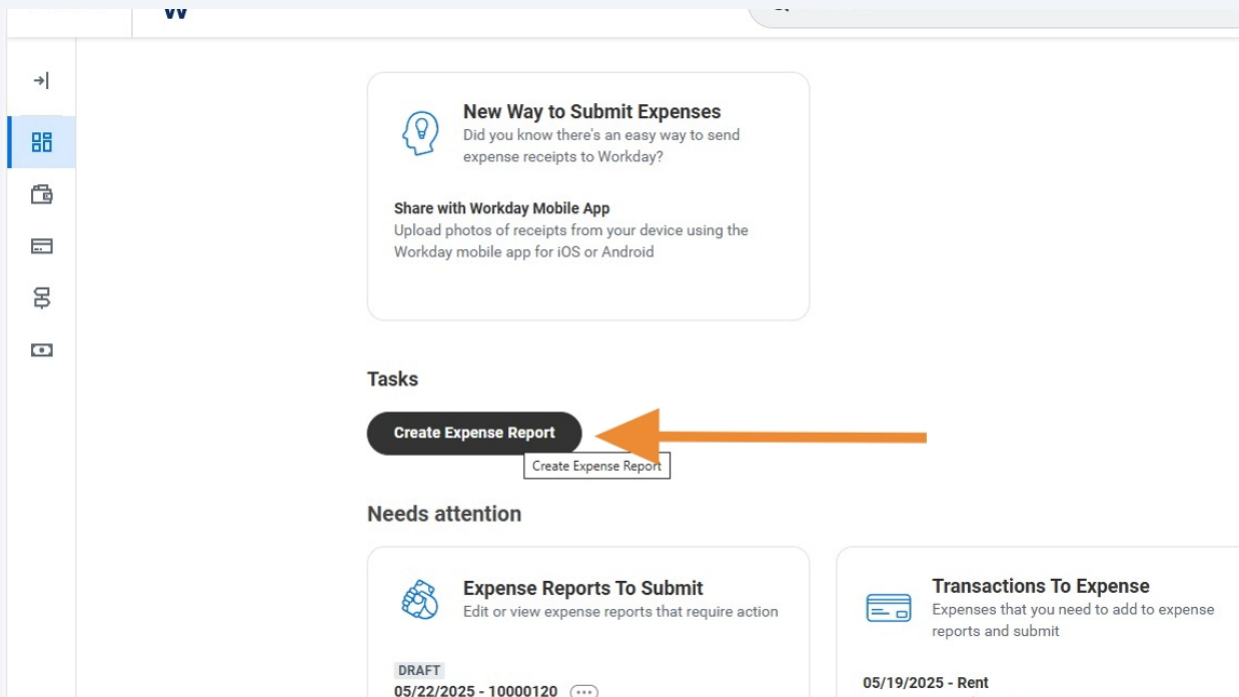 New Way to Submit Expenses
Did you know there's an easy way to send
expense receipts to Workday?
Share with Workday Mobile App
Upload photos of receipts from your device using the
Workday mobile app for iOS or Android
Tasks
Create Expense Report
Create Expense Report
Needs attention
Expense Reports To Submit
Edit or view expense reports that require action
DRAFT
05/22/2025 - 10000120
Transactions To Expense
Expenses that you need to add to expense
reports and submit
05/19/2025 - Rent